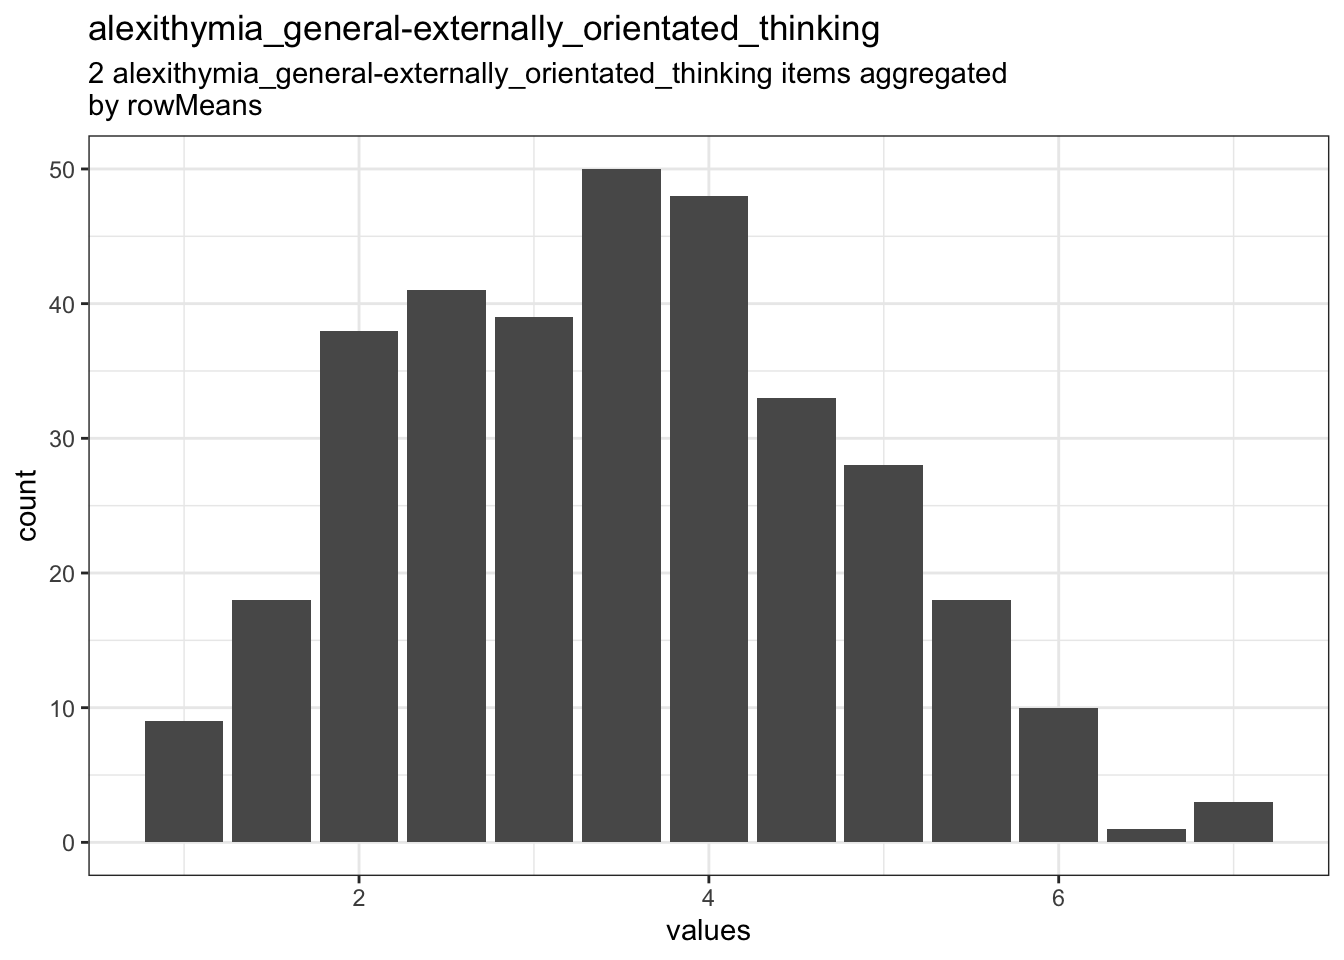 alexithymia_general-externally_orientated_thinking
2 alexithymia_general-externally_orientated_thinking items aggregated
by rowMeans
50
40
30
20
10
0
count
2
4
6
values